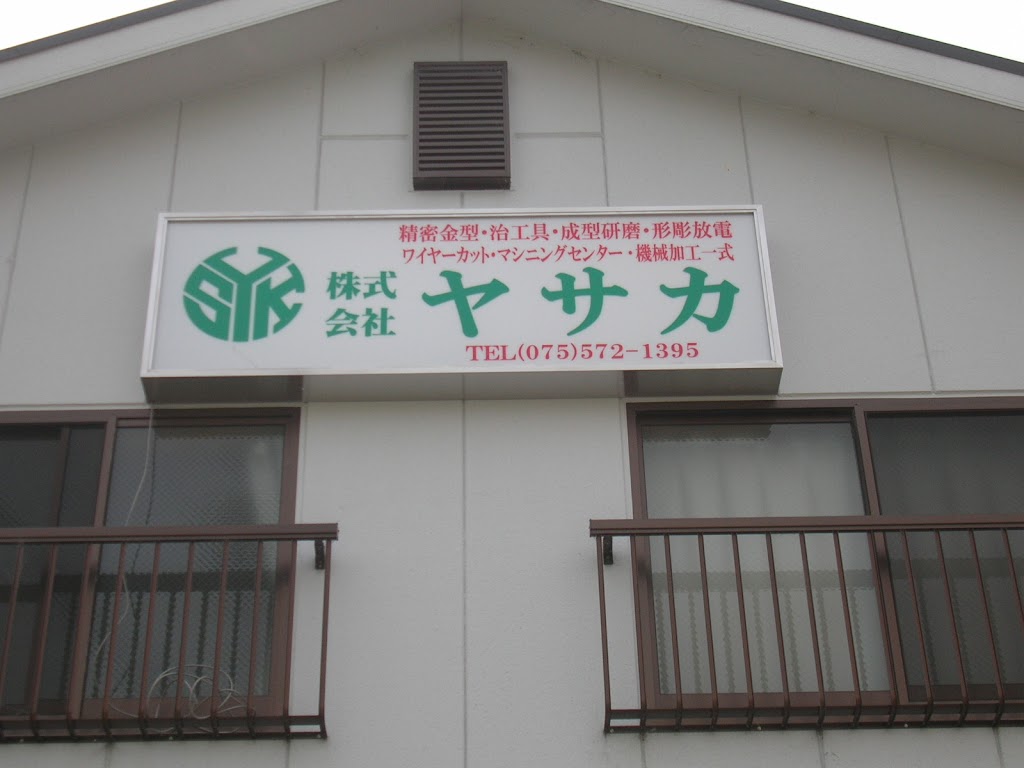 精密金型・治工具・成型研磨・形彫放電
ワイヤーカット・マシニングセンター・機械加工一式
SYK
株式会社 ヤサカ
TEL(075)572-1395